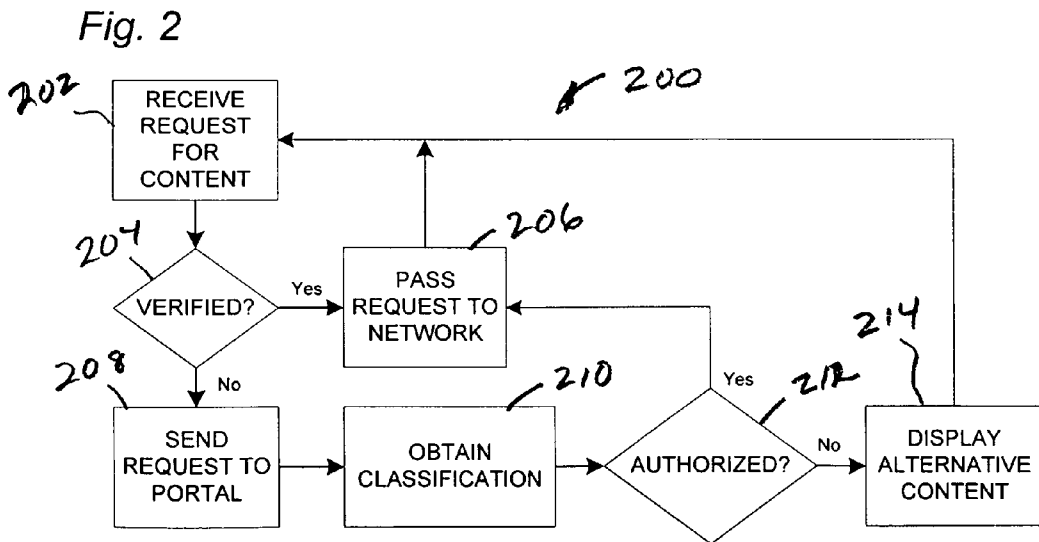 Fig. 2
200
202
RECEIVE
REQUEST
FOR
CONTENT
204
VERIFIED?
Yes
206
PASS
REQUEST TO
NETWORK
No
208
SEND
REQUEST TO
PORTAL
210
OBTAIN
CLASSIFICATION
212
AUTHORIZED?
Yes
No
214
DISPLAY
ALTERNATIVE
CONTENT